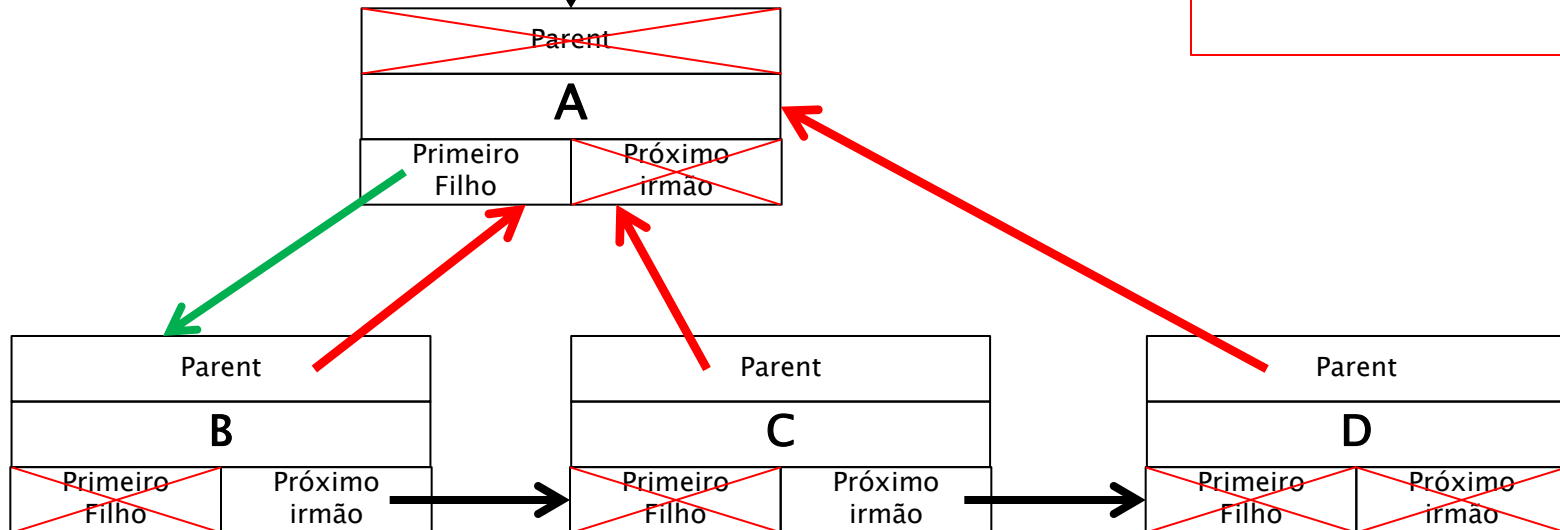 Parent
A
Primeiro
Filho
Próximo
irmão
Parent
B
Primeiro
Filho
Próximo
irmão
Parent
C
Primeiro
Filho
Próximo
irmão
Parent
D
Primeiro
Filho
Próximo
irmão